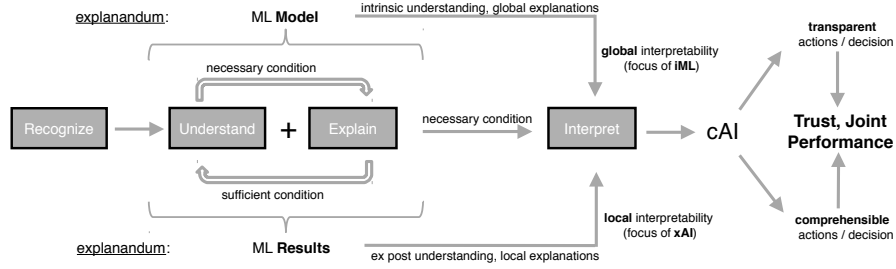 explanandum: ML Model
intrinsic understanding, global explanations
transparent
actions / decision
global interpretability
(focus of iML)
necessary condition
Recognize
Understand
+
Explain
necessary condition
Interpret
cAI
Trust, Joint
Performance
sufficient condition
local interpretability
(focus of xAI)
comprehensible
actions / decision
explanandum: ML Results
ex post understanding, local explanations